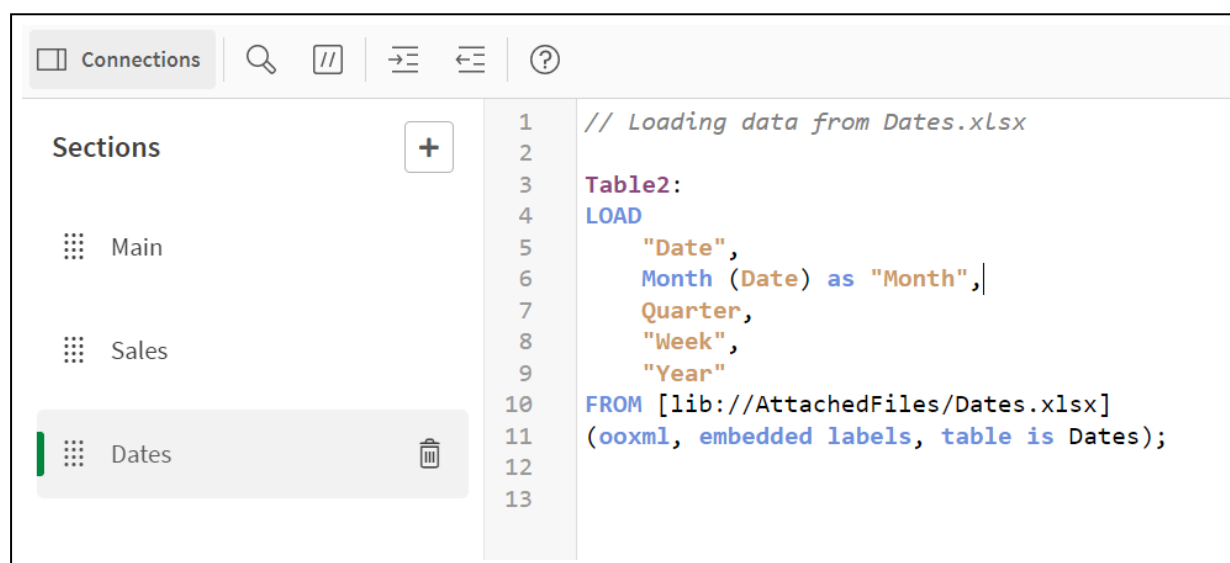 Connections
Sections
+
Main
Sales
Dates
1 // Loading data from Dates.xlsx
2
3 Table2:
4 LOAD
5 "Date",
6 Month (Date) as "Month",
7 Quarter,
8 "Week",
9 "Year"
10 FROM [lib://AttachedFiles/Dates.xlsx]
11 (ooxml, embedded labels, table is Dates);
12
13